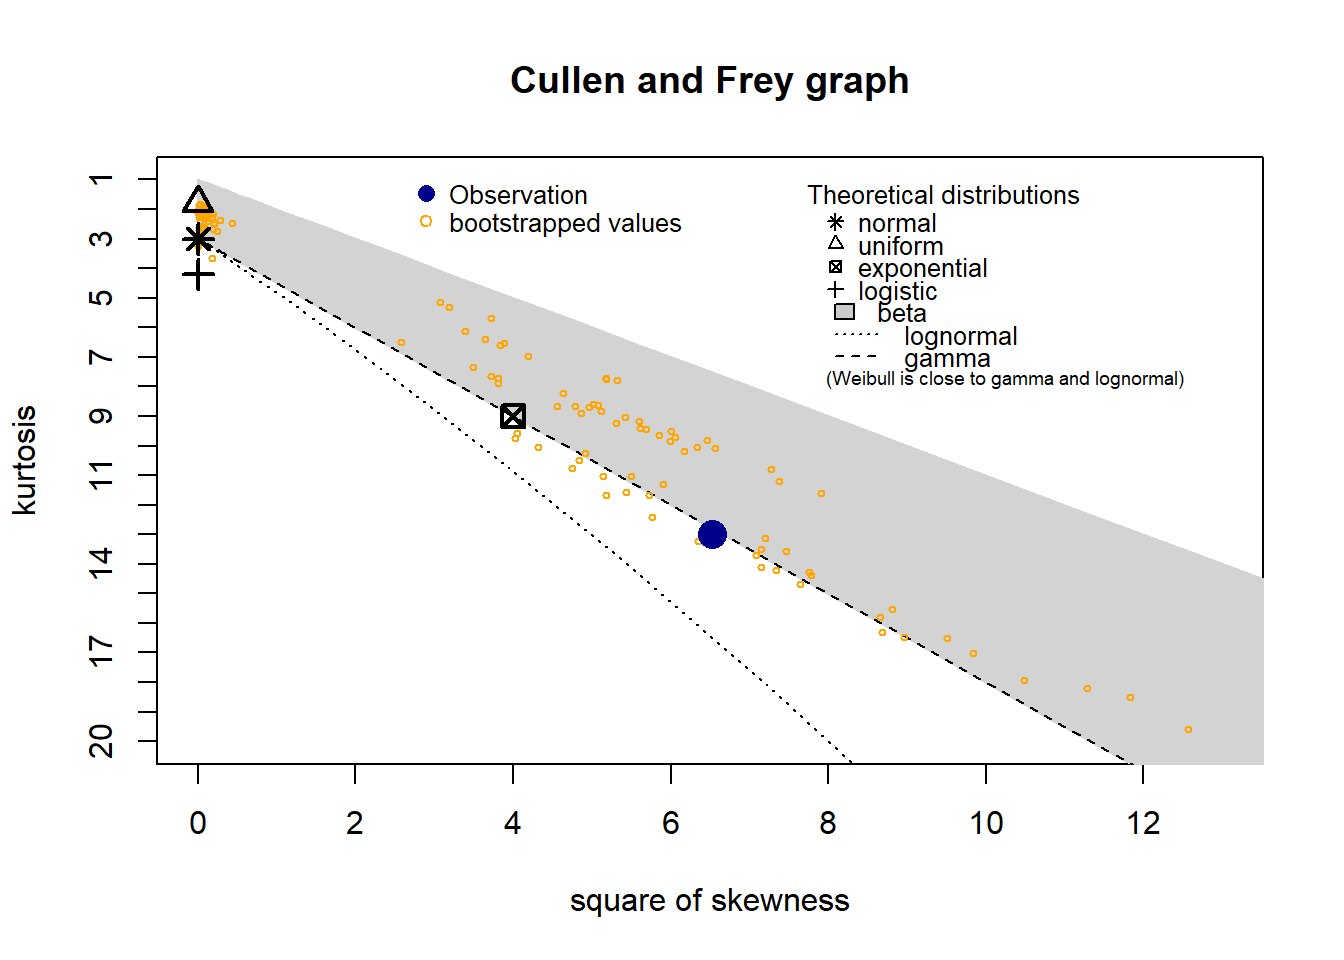 Cullen and Frey graph
Observation
bootstrapped values
Theoretical distributions
normal
uniform
exponential
logistic
beta
lognormal
gamma
(Weibull is close to gamma and lognormal)
kurtosis
1
3
5
7
9
11
14
17
20
0 2 4 6 8 10 12
square of skewness